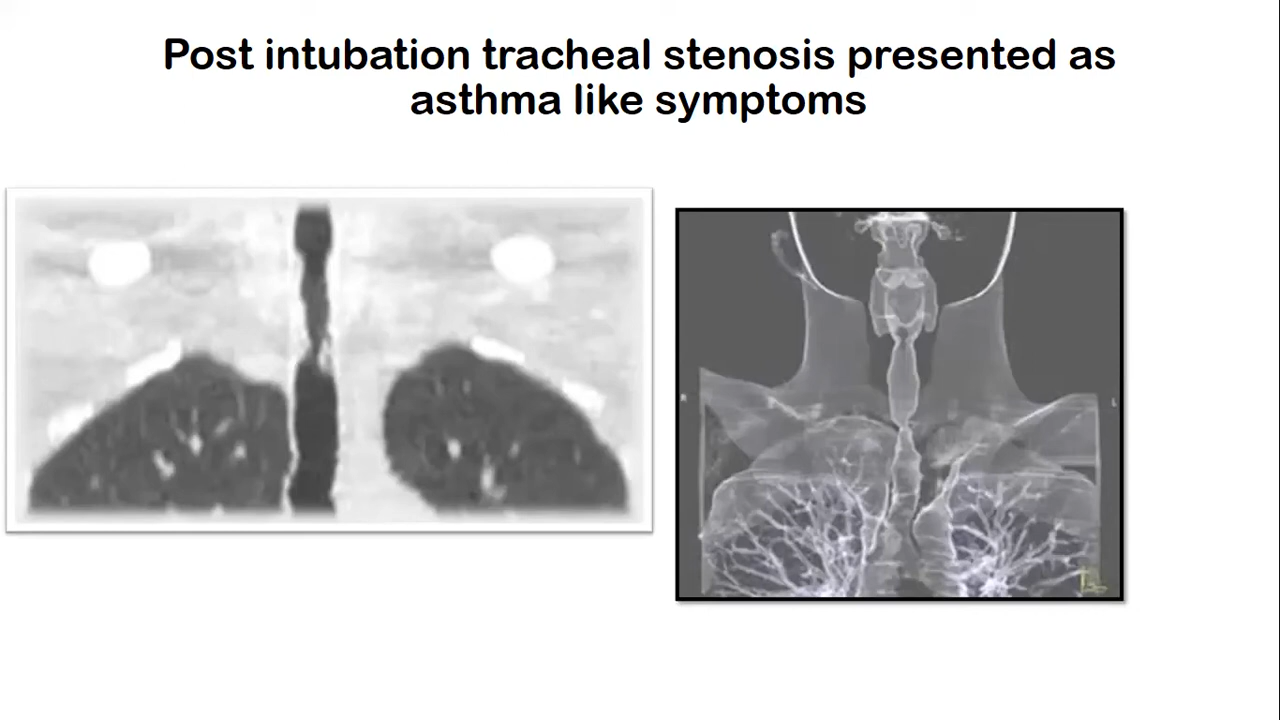 Post intubation tracheal stenosis presented as
asthma like symptoms
R
L